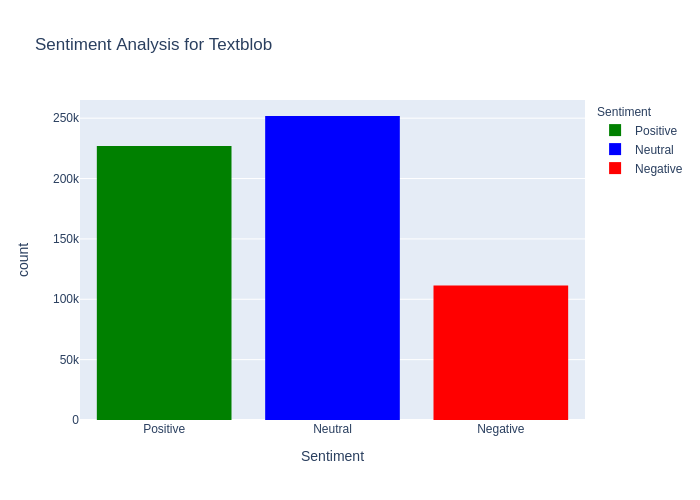 Sentiment Analysis for Textblob
Sentiment
Positive
Neutral
Negative
250k
200k
150k
100k
50k
0
count
Positive
Neutral
Negative
Sentiment